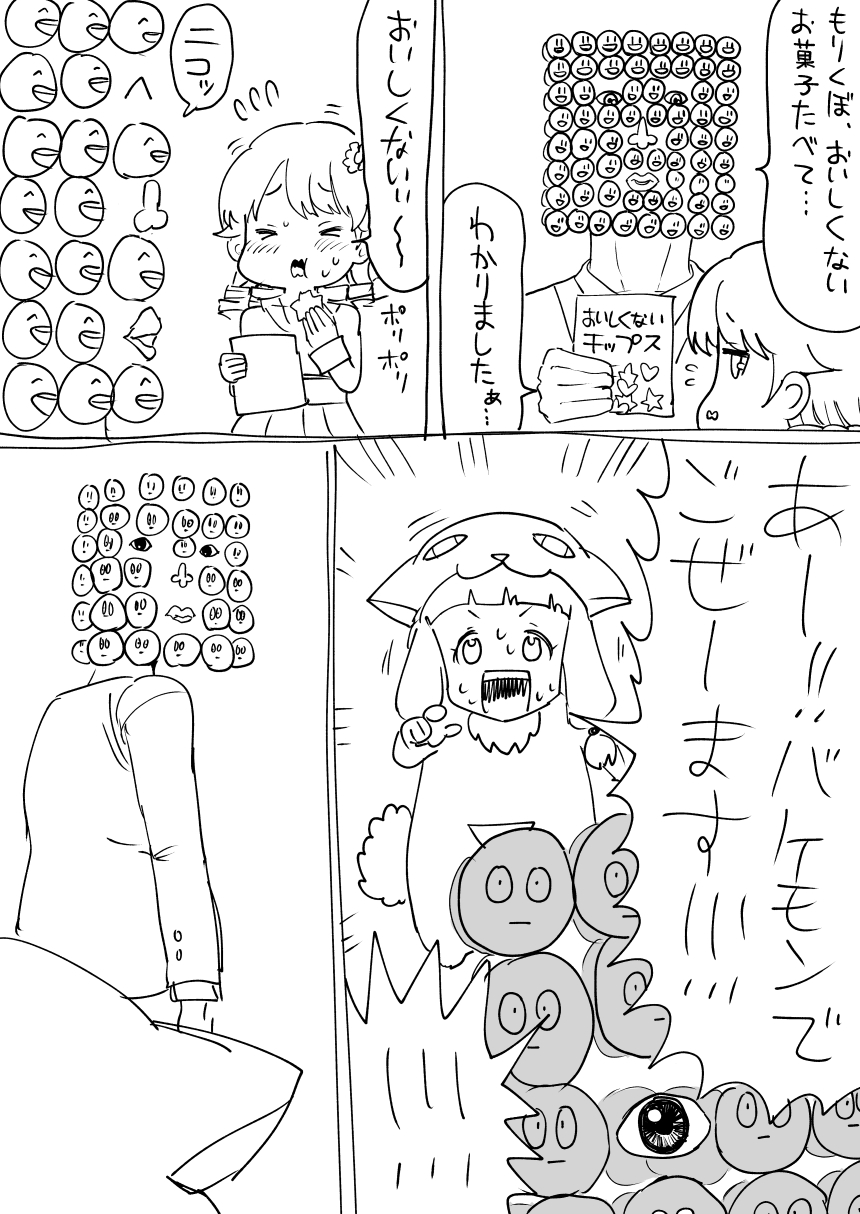 もりくぼ、おいしくない
お菓子たべて…
おいしくない
チップス
わかりましたぁ…
おいしくないぃ〜
ポリポリ
ニコッ
あー!!バケモンで
ごぜーます!!!